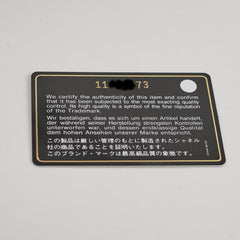 11 73
We certify the authenticity of this item and confirm
that it has been subjected to the most exacting quality
control. Its high quality is a symbol of the fine reputation
of the Trademark.
Wir bestätigen, dass es sich um einen Artikel handelt,
der während seiner Herstellung strengsten Kontrollen
unterworfen war, und dessen erstklassige Qualität
dem hohen Ansehen unserer Marke entspricht.
この製品は厳しい管理のもとに製造されたシャネル
社の商品であることを証明いたします。
このブランド・マークは最高級品質の象徴です。